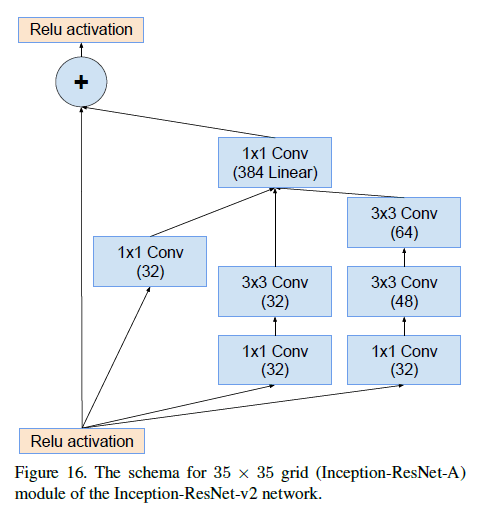 Relu activation
+
1x1 Conv
(384 Linear)
3x3 Conv
(64)
1x1 Conv
(32)
3x3 Conv
(32)
3x3 Conv
(48)
1x1 Conv
(32)
1x1 Conv
(32)
Relu activation
Figure 16. The schema for 35 × 35 grid (Inception-ResNet-A)
module of the Inception-ResNet-v2 network.